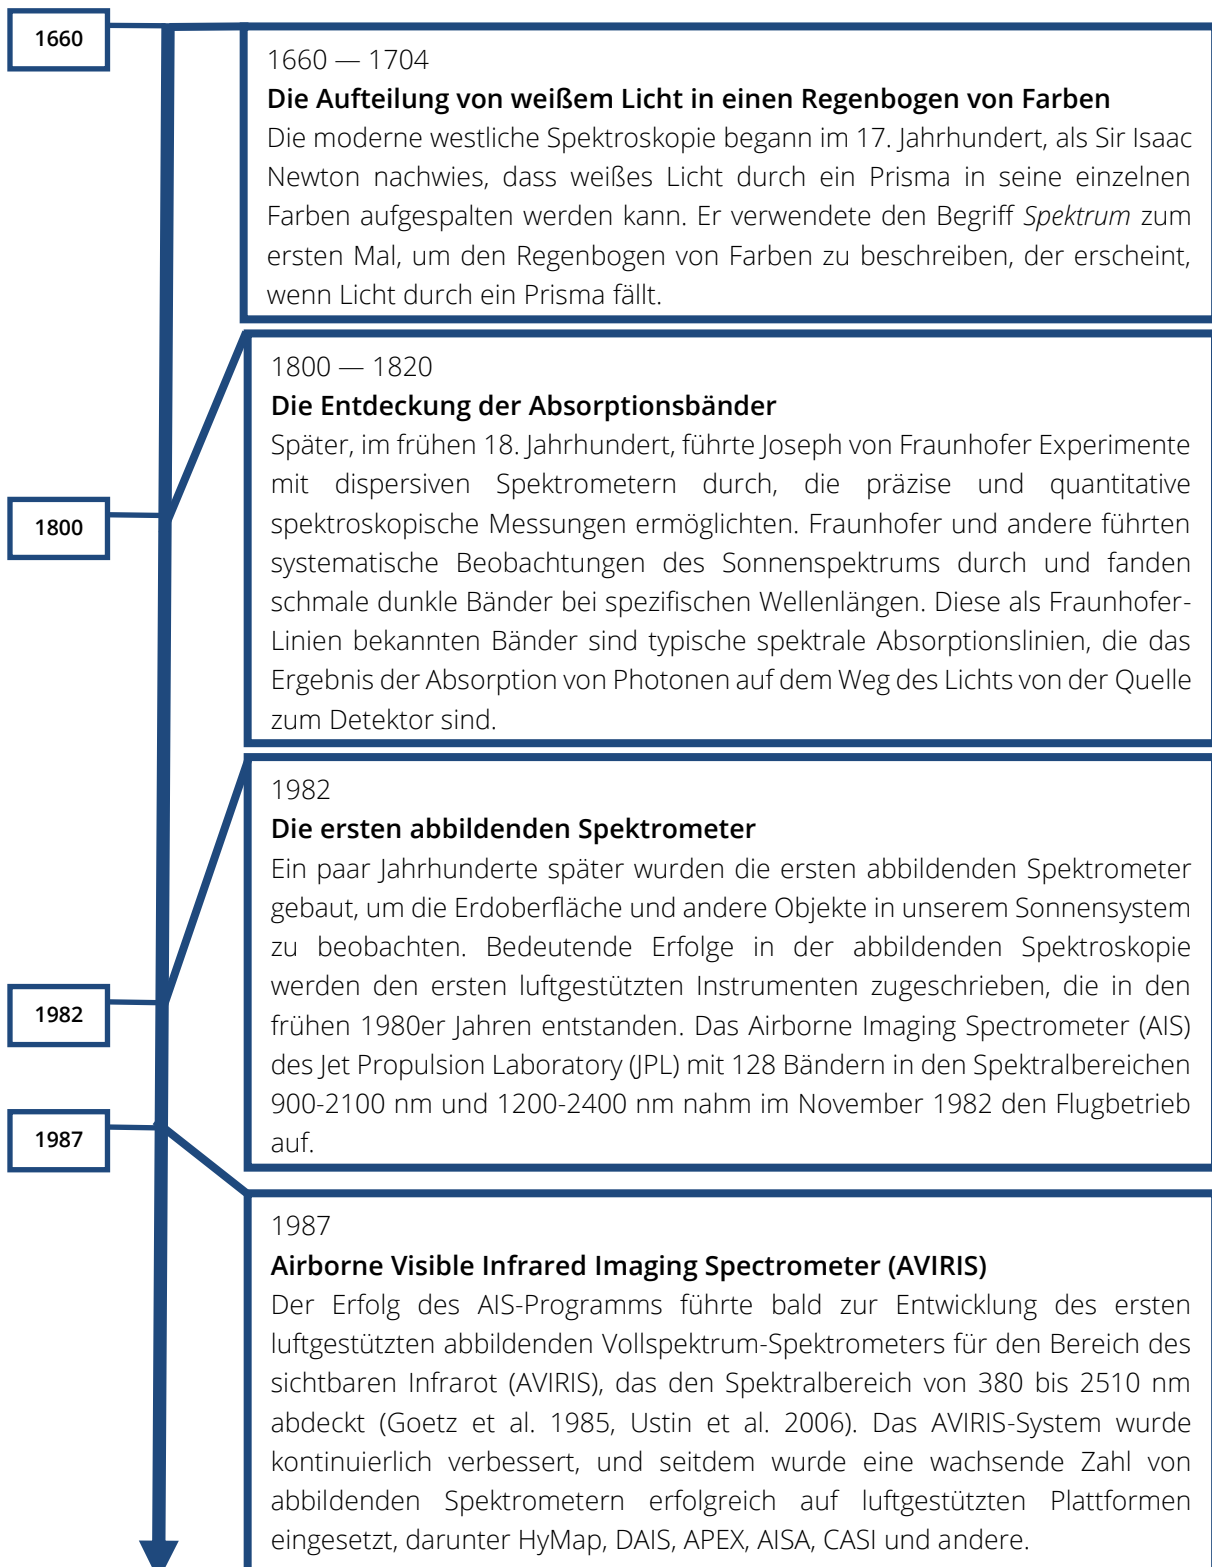 1660
1660 — 1704
Die Aufteilung von weißem Licht in einen Regenbogen von Farben
Die moderne westliche Spektroskopie begann im 17. Jahrhundert, als Sir Isaac
Newton nachwies, dass weißes Licht durch ein Prisma in seine einzelnen
Farben aufgespalten werden kann. Er verwendete den Begriff Spektrum zum
ersten Mal, um den Regenbogen von Farben zu beschreiben, der erscheint,
wenn Licht durch ein Prisma fällt.
1800
1800 — 1820
Die Entdeckung der Absorptionsbänder
Später, im frühen 18. Jahrhundert, führte Joseph von Fraunhofer Experimente
mit dispersiven Spektrometern durch, die präzise und quantitative
spektroskopische Messungen ermöglichten. Fraunhofer und andere führten
systematische Beobachtungen des Sonnenspektrums durch und fanden
schmale dunkle Bänder bei spezifischen Wellenlängen. Diese als Fraunhofer-
Linien bekannten Bänder sind typische spektrale Absorptionslinien, die das
Ergebnis der Absorption von Photonen auf dem Weg des Lichts von der Quelle
zum Detektor sind.
1982
1982
Die ersten abbildenden Spektrometer
Ein paar Jahrhunderte später wurden die ersten abbildenden Spektrometer
gebaut, um die Erdoberfläche und andere Objekte in unserem Sonnensystem
zu beobachten. Bedeutende Erfolge in der abbildenden Spektroskopie
werden den ersten luftgestützten Instrumenten zugeschrieben, die in den
frühen 1980er Jahren entstanden. Das Airborne Imaging Spectrometer (AIS)
des Jet Propulsion Laboratory (JPL) mit 128 Bändern in den Spektralbereichen
900-2100 nm und 1200-2400 nm nahm im November 1982 den Flugbetrieb
auf.
1987
1987
Airborne Visible Infrared Imaging Spectrometer (AVIRIS)
Der Erfolg des AIS-Programms führte bald zur Entwicklung des ersten
luftgestützten abbildenden Vollspektrum-Spektrometers für den Bereich des
sichtbaren Infrarot (AVIRIS), das den Spektralbereich von 380 bis 2510 nm
abdeckt (Goetz et al. 1985, Ustin et al. 2006). Das AVIRIS-System wurde
kontinuierlich verbessert, und seitdem wurde eine wachsende Zahl von
abbildenden Spektrometern erfolgreich auf luftgestützten Plattformen
eingesetzt, darunter HyMap, DAIS, APEX, AISA, CASI und andere.